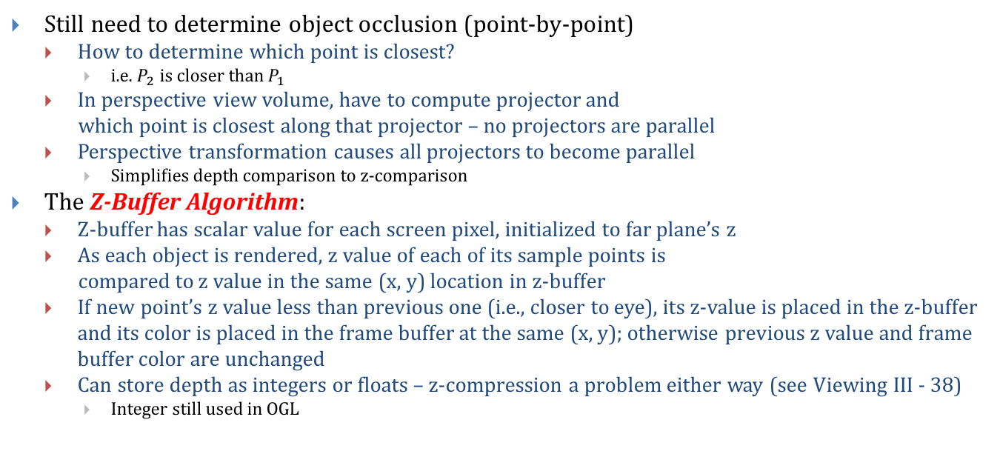 Still need to determine object occlusion (point-by-point)
How to determine which point is closest?
i.e. P₂ is closer than P₁
In perspective view volume, have to compute projector and
which point is closest along that projector – no projectors are parallel
Perspective transformation causes all projectors to become parallel
Simplifies depth comparison to z-comparison
The Z-Buffer Algorithm:
Z-buffer has scalar value for each screen pixel, initialized to far plane’s z
As each object is rendered, z value of each of its sample points is
compared to z value in the same (x, y) location in z-buffer
If new point’s z value less than previous one (i.e., closer to eye), its z-value is placed in the z-buffer
and its color is placed in the frame buffer at the same (x, y); otherwise previous z value and frame
buffer color are unchanged
Can store depth as integers or floats – z-compression a problem either way (see Viewing III - 38)
Integer still used in OGL